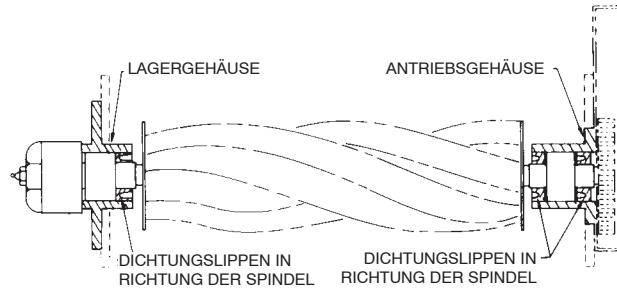 LAGERGEHÄUSE
ANTRIEBSGEHÄUSE
DICHTUNGSLIPPEN IN
RICHTUNG DER SPINDEL
DICHTUNGSLIPPEN IN
RICHTUNG DER SPINDEL